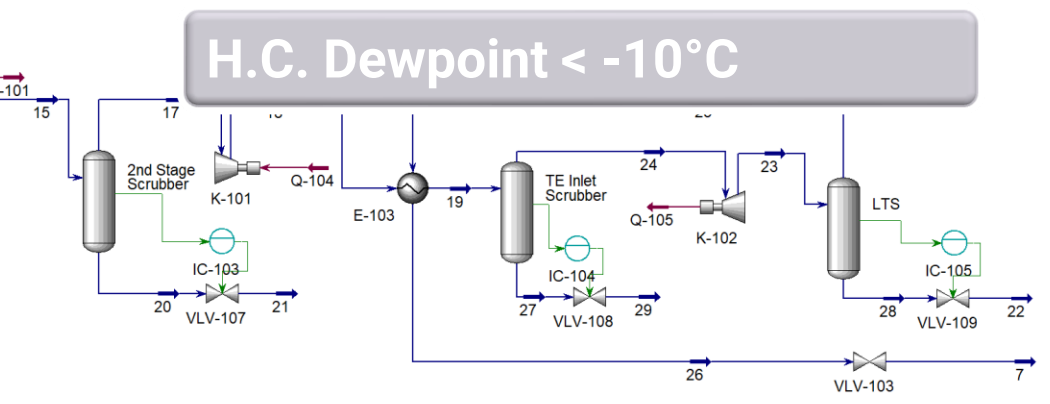 H.C. Dewpoint < -10°C
-101
15
17
2nd Stage
Scrubber
K-101
Q-104
E-103
19
TE Inlet
Scrubber
24
23
Q-105
K-102
LTS
IC-103
IC-104
IC-105
20
21
VLV-107
27
29
VLV-108
28
22
VLV-109
26
7
VLV-103